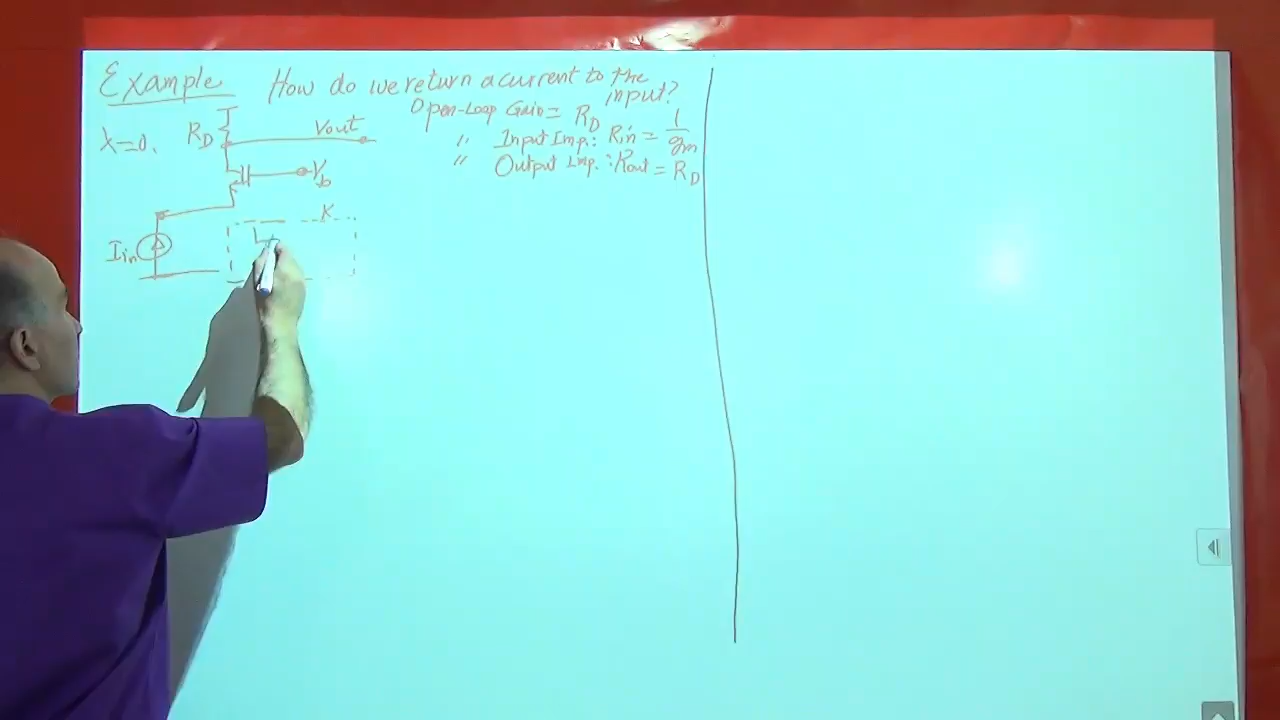 Example How do we return a current to the input?
Open-Loop Gain = R_D
λ=0. R_D Vout
" Input Imp.: Rin = 1/gm
" Output Imp.: Rout = R_D
V_b
K
Iin